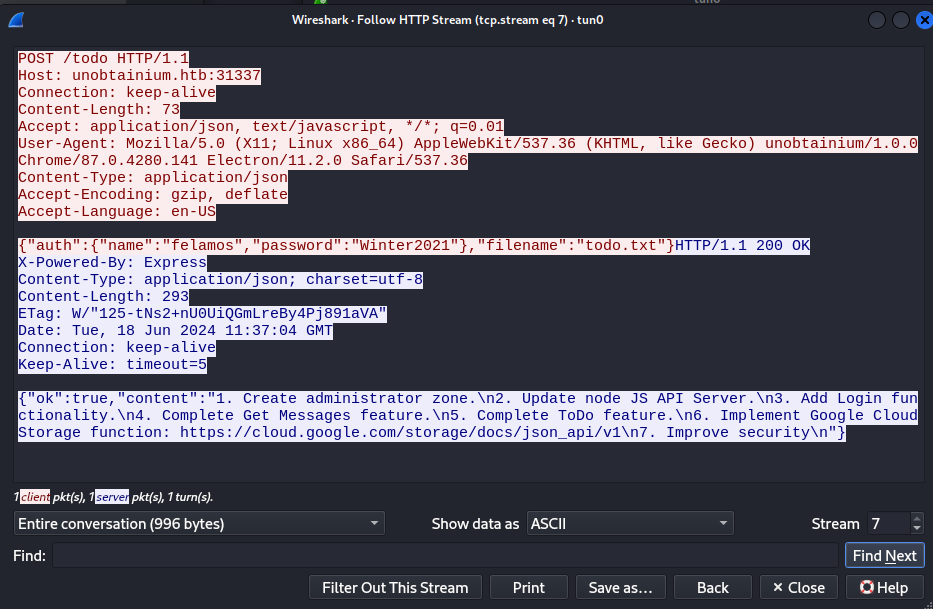 Wireshark · Follow HTTP Stream (tcp.stream eq 7) · tun0
POST /todo HTTP/1.1
Host: unobtainium.htb:31337
Connection: keep-alive
Content-Length: 73
Accept: application/json, text/javascript, */*; q=0.01
User-Agent: Mozilla/5.0 (X11; Linux x86_64) AppleWebKit/537.36 (KHTML, like Gecko) unobtainium/1.0.0
Chrome/87.0.4280.141 Electron/11.2.0 Safari/537.36
Content-Type: application/json
Accept-Encoding: gzip, deflate
Accept-Language: en-US
{"auth":{"name":"felamos","password":"Winter2021"},"filename":"todo.txt"}HTTP/1.1 200 OK
X-Powered-By: Express
Content-Type: application/json; charset=utf-8
Content-Length: 293
ETag: W/"125-tNs2+nU0UiQGmLreBy4Pj891aVA"
Date: Tue, 18 Jun 2024 11:37:04 GMT
Connection: keep-alive
Keep-Alive: timeout=5
{"ok":true,"content":"1. Create administrator zone.\n2. Update node JS API Server.\n3. Add Login fun
ctionality.\n4. Complete Get Messages feature.\n5. Complete ToDo feature.\n6. Implement Google Cloud
Storage function: https://cloud.google.com/storage/docs/json_api/v1\n7. Improve security\n"}
1 client pkt(s), 1 server pkt(s), 1 turn(s).
Entire conversation (996 bytes) Show data as ASCII Stream 7
Find: Find Next
Filter Out This Stream Print Save as… Back × Close Help